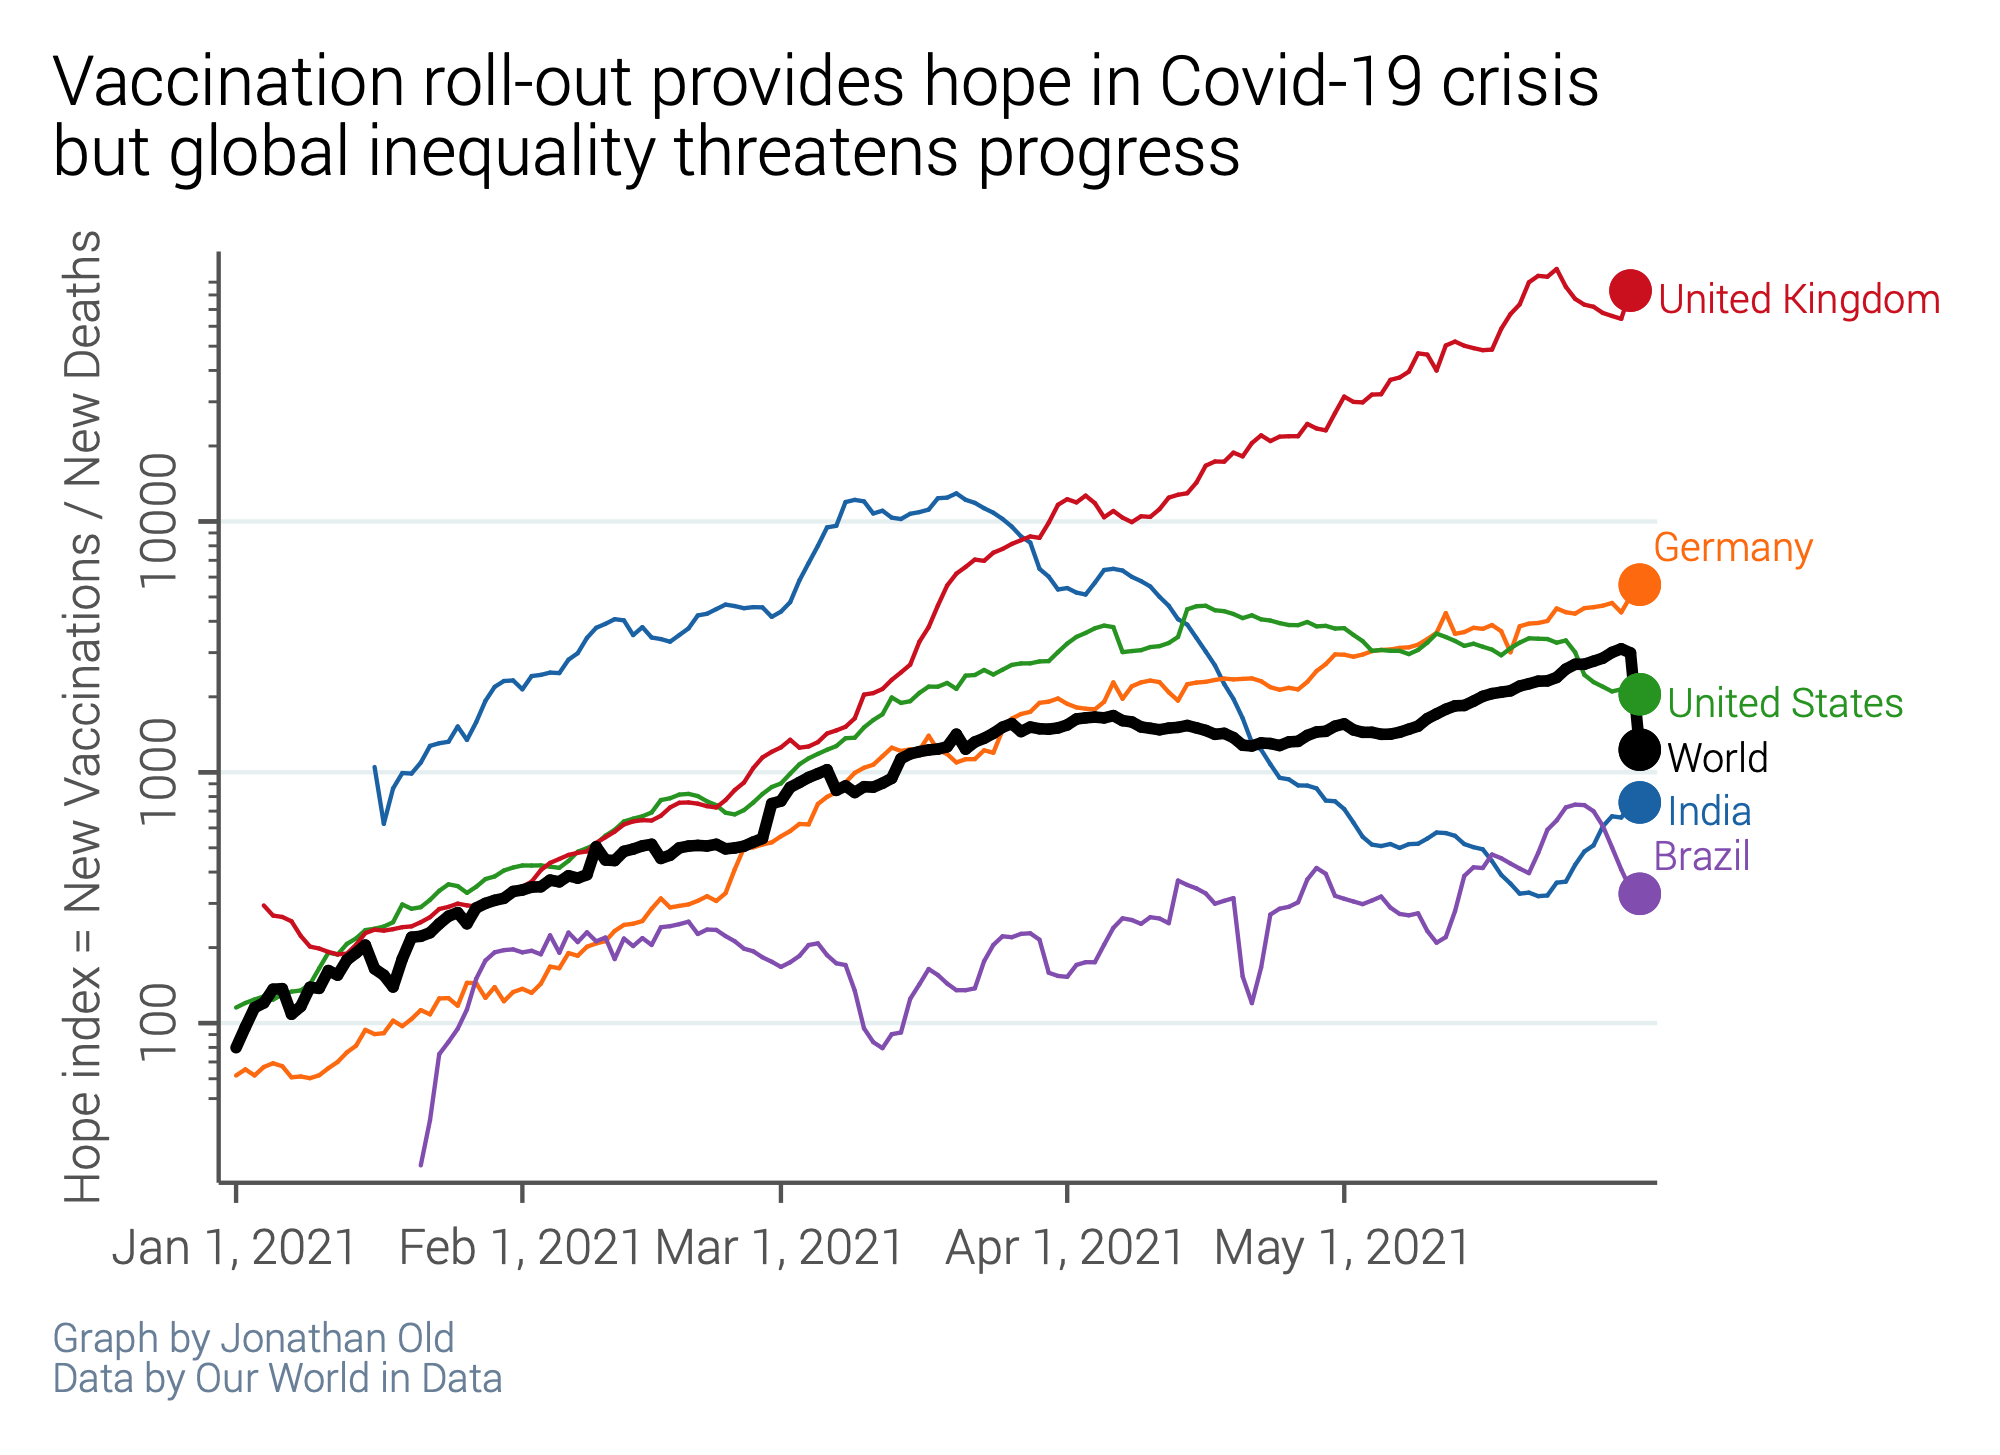 Vaccination roll-out provides hope in Covid-19 crisis
but global inequality threatens progress
Hope index = New Vaccinations / New Deaths
10000
1000
100
United Kingdom
Germany
United States
World
India
Brazil
Jan 1, 2021
Feb 1, 2021
Mar 1, 2021
Apr 1, 2021
May 1, 2021
Graph by Jonathan Old
Data by Our World in Data